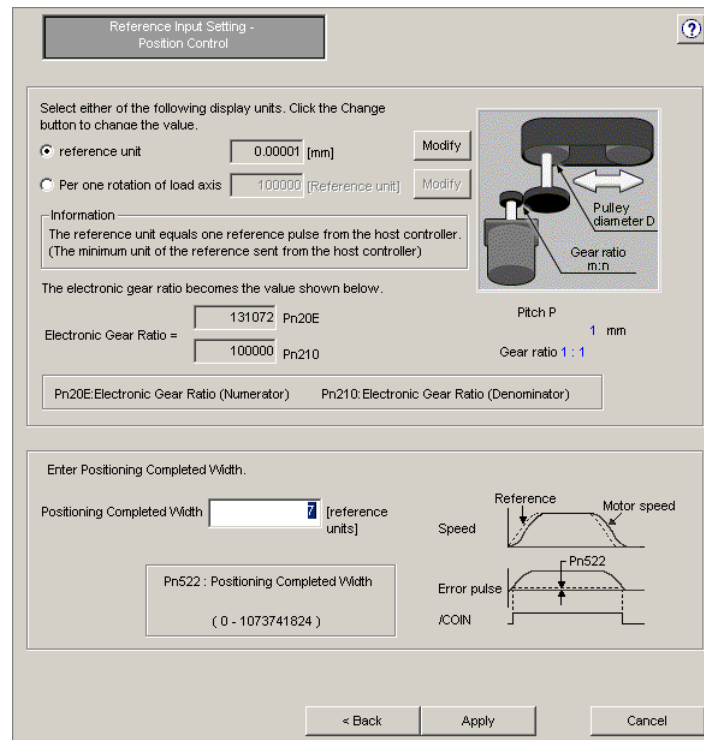 Reference Input Setting -
Position Control
?
Select either of the following display units. Click the Change
button to change the value.
reference unit 0.00001 [mm] Modify
Per one rotation of load axis 100000 [Reference unit] Modify
Pulley
diameter D
Gear ratio
m:n
Information
The reference unit equals one reference pulse from the host controller.
(The minimum unit of the reference sent from the host controller)
The electronic gear ratio becomes the value shown below.
Electronic Gear Ratio =
131072 Pn20E
100000 Pn210
Pitch P
1 mm
Gear ratio 1 : 1
Pn20E:Electronic Gear Ratio (Numerator) Pn210:Electronic Gear Ratio (Denominator)
Enter Positioning Completed Width.
Positioning Completed Width 7 [reference
units]
Pn522 : Positioning Completed Width
( 0 - 1073741824 )
Reference
Motor speed
Speed
Pn522
Error pulse
/COIN
< Back Apply Cancel